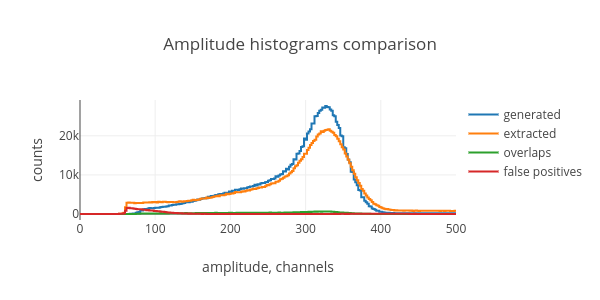 Amplitude histograms comparison
counts
20k
10k
0
0 100 200 300 400 500
amplitude, channels
generated
extracted
overlaps
false positives